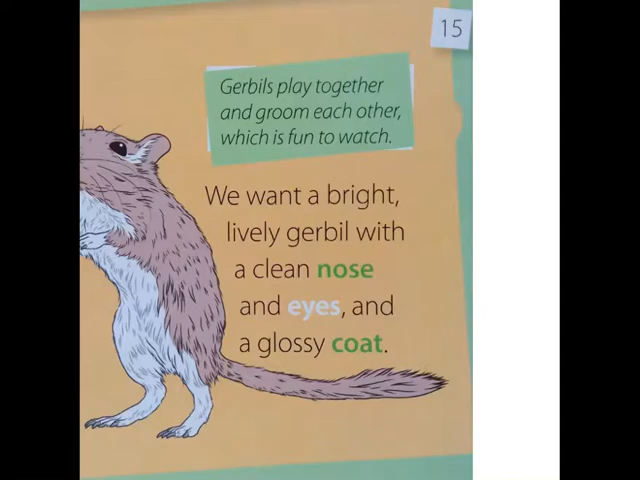 15
Gerbils play together
and groom each other,
which is fun to watch.
We want a bright,
lively gerbil with
a clean nose
and eyes, and
a glossy coat.